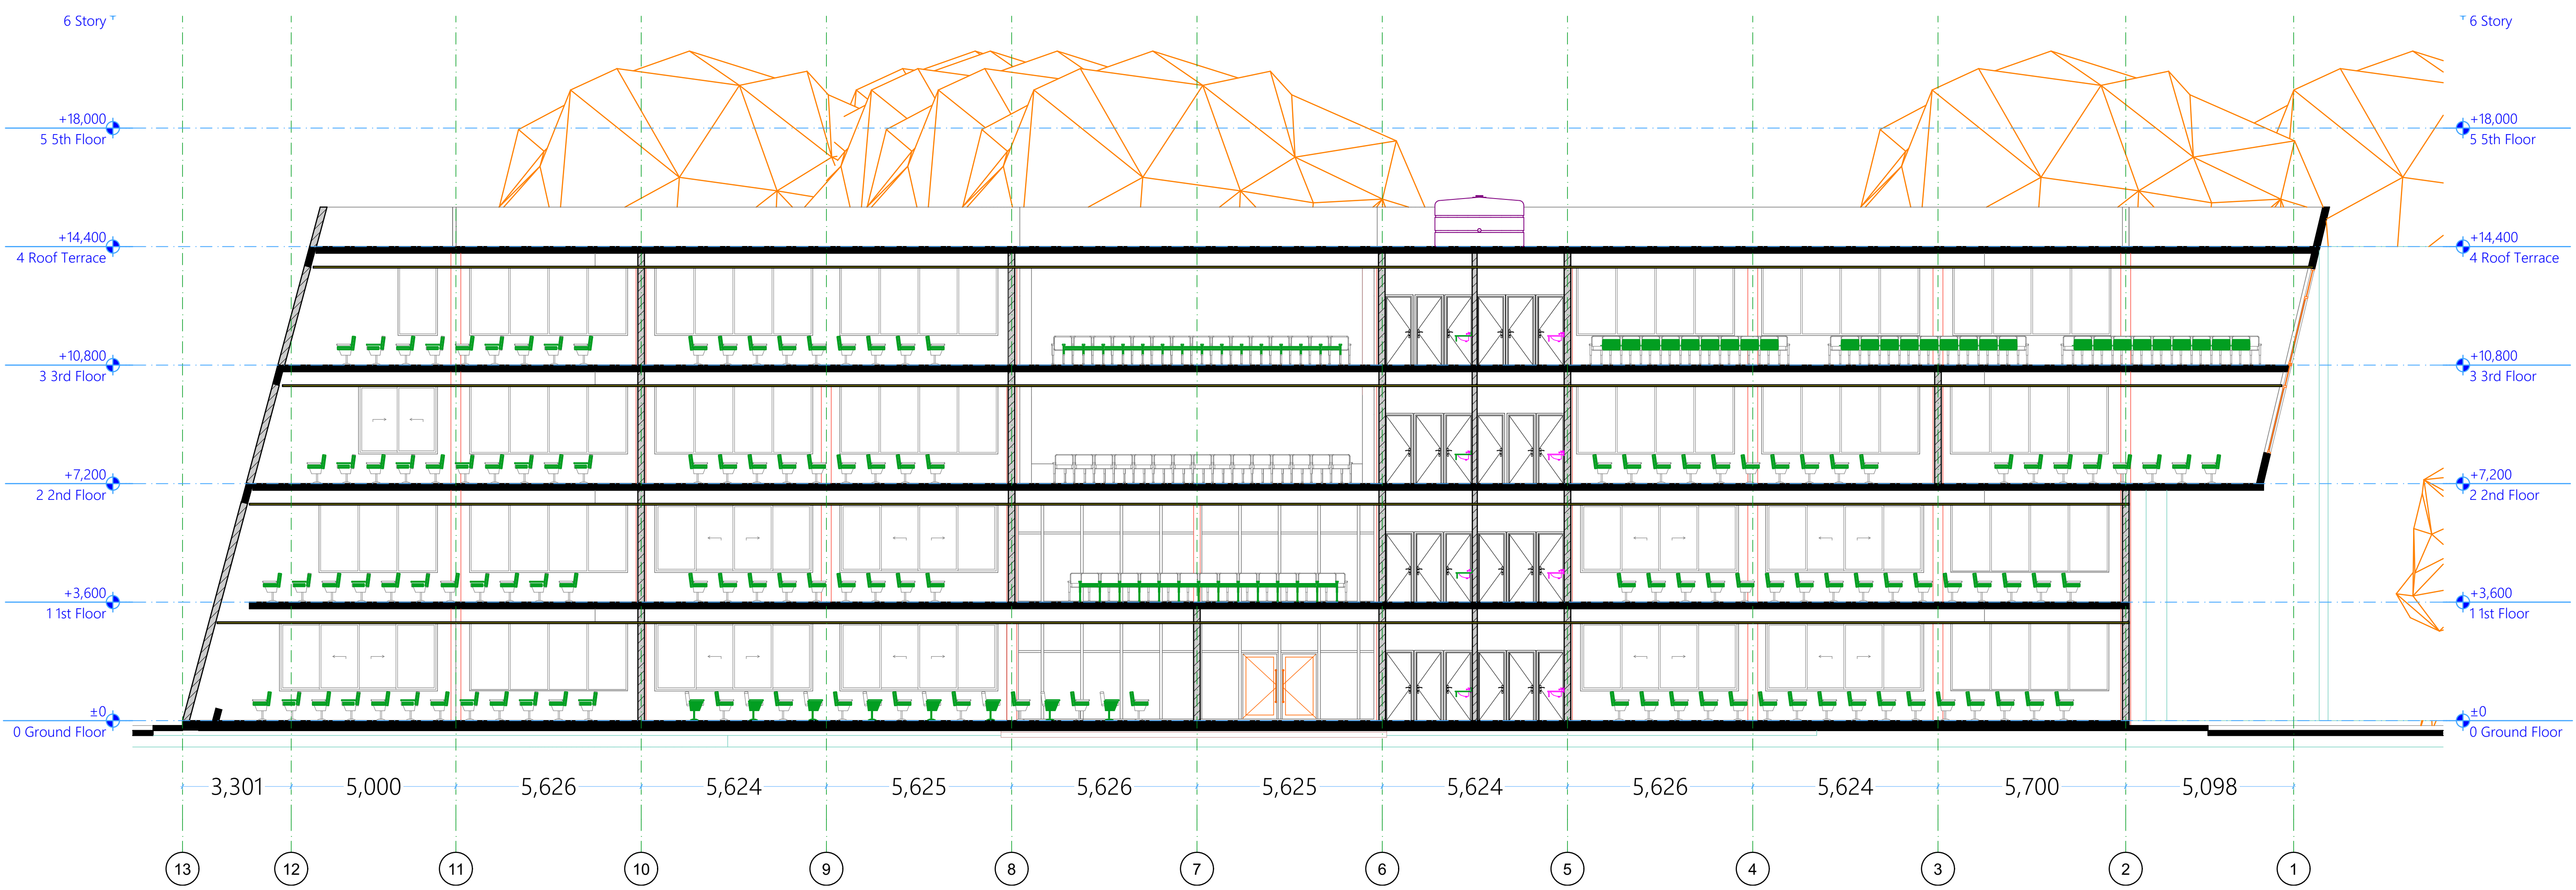 6 Story
6 Story
+18,000
5 5th Floor
+18,000
5 5th Floor
+14,400
4 Roof Terrace
+14,400
4 Roof Terrace
+10,800
3 3rd Floor
+10,800
3 3rd Floor
+7,200
2 2nd Floor
+7,200
2 2nd Floor
+3,600
1 1st Floor
+3,600
1 1st Floor
±0
0 Ground Floor
±0
0 Ground Floor
3,301 5,000 5,626 5,624 5,625 5,626 5,625 5,624 5,626 5,624 5,700 5,098
13 12 11 10 9 8 7 6 5 4 3 2 1